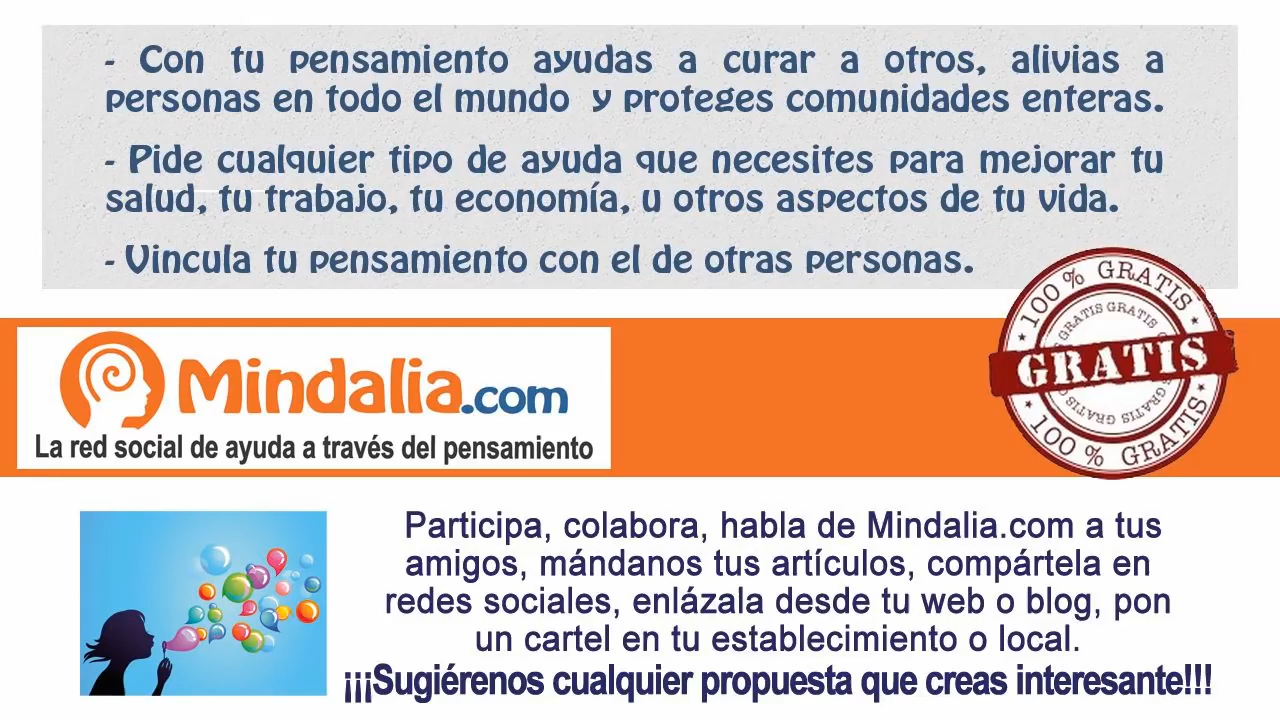 - Con tu pensamiento ayudas a curar a otros, alivias a
personas en todo el mundo y proteges comunidades enteras.
- Pide cualquier tipo de ayuda que necesites para mejorar tu
salud, tu trabajo, tu economía, u otros aspectos de tu vida.
- Vincula tu pensamiento con el de otras personas.
100 % GRATIS
GRATIS GRATIS GRATIS
GRATIS
GRATIS GRATIS GRATIS
100 % GRATIS
Mindalia.com
La red social de ayuda a través del pensamiento
Participa, colabora, habla de Mindalia.com a tus
amigos, mándanos tus artículos, compártela en
redes sociales, enlázala desde tu web o blog, pon
un cartel en tu establecimiento o local.
¡¡¡Sugiérenos cualquier propuesta que creas interesante!!!